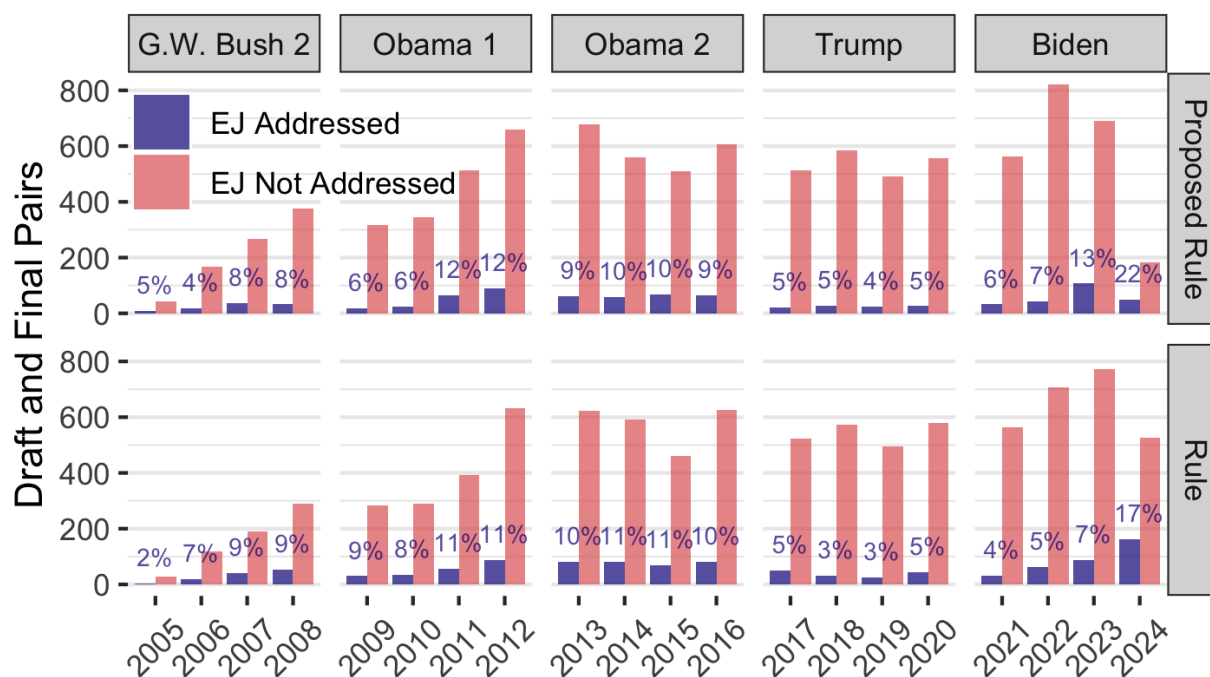 G.W. Bush 2 Obama 1 Obama 2 Trump Biden
Draft and Final Pairs
800
600
400
200
0
EJ Addressed
EJ Not Addressed
5% 4% 8% 8% 6% 6% 12% 12% 9% 10% 10% 9% 5% 5% 4% 5% 6% 7% 13% 22%
Proposed Rule
800
600
400
200
0
2% 7% 9% 9% 9% 8% 11% 11% 10% 11% 11% 10% 5% 3% 3% 5% 4% 5% 7% 17%
Rule
2005 2006 2007 2008 2009 2010 2011 2012 2013 2014 2015 2016 2017 2018 2019 2020 2021 2022 2023 2024